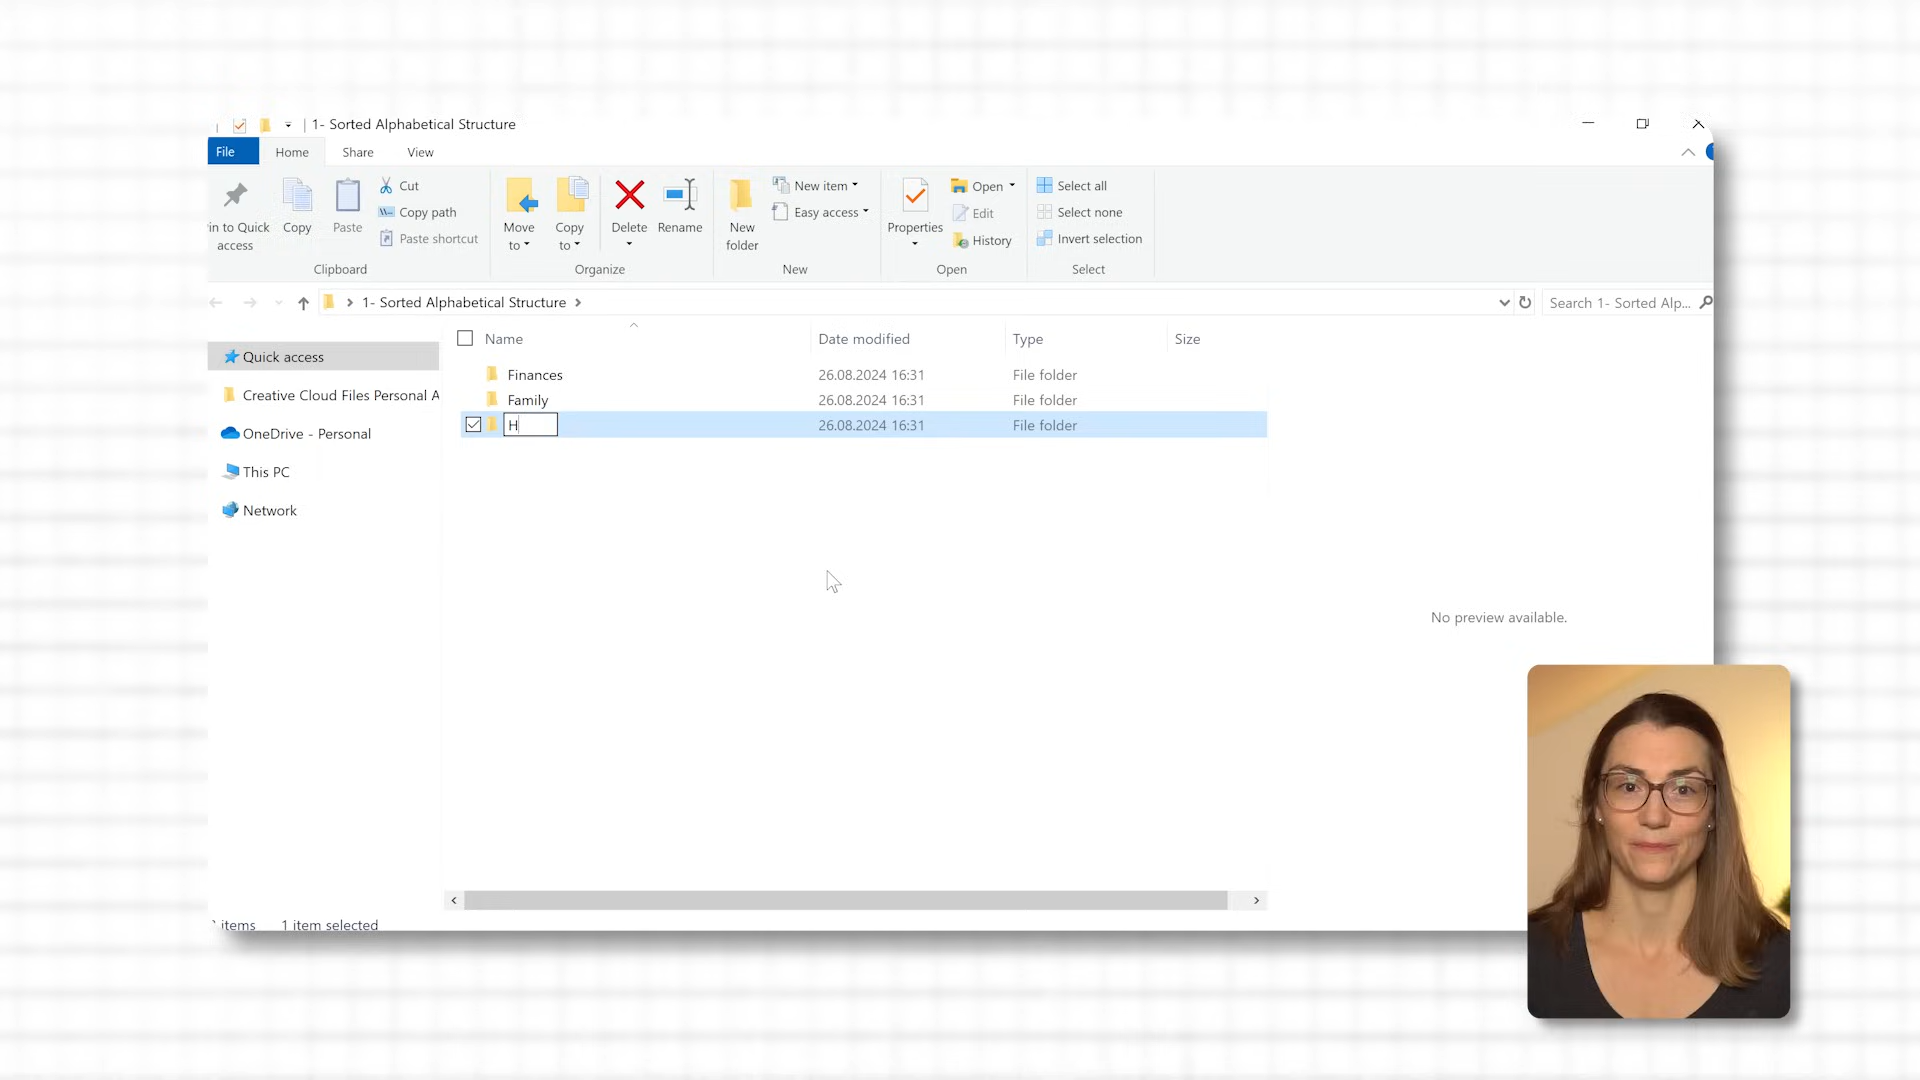 1- Sorted Alphabetical Structure
File Home Share View
in to Quick access
Copy
Paste
Cut
Copy path
Paste shortcut
Clipboard
Move to
Copy to
Delete
Rename
Organize
New folder
New item
Easy access
New
Properties
Open
Edit
History
Open
Select all
Select none
Invert selection
Select
1- Sorted Alphabetical Structure
Search 1- Sorted Alp...
Quick access
Creative Cloud Files Personal A
OneDrive - Personal
This PC
Network
Name Date modified Type Size
Finances 26.08.2024 16:31 File folder
Family 26.08.2024 16:31 File folder
H 26.08.2024 16:31 File folder
No preview available.
items 1 item selected